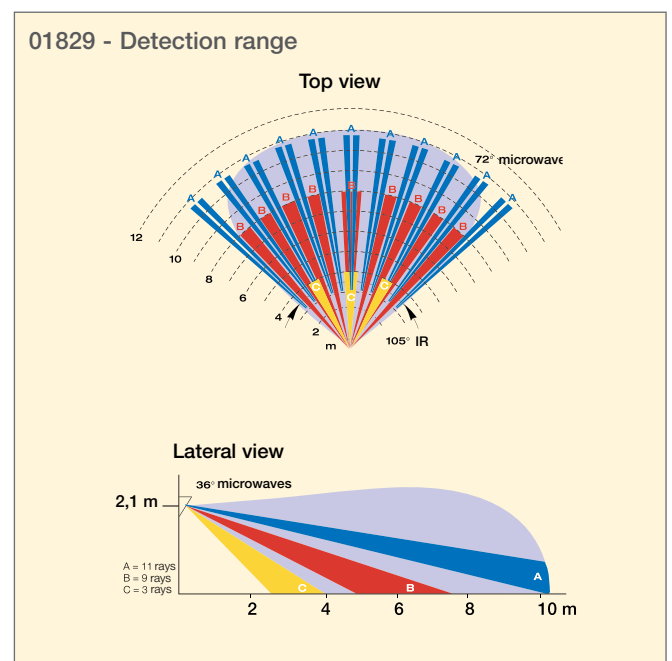 01829 - Detection range
Top view
A
A A
A A
A A
A A
A A
72° microwave
B
B B
B B
B B
B B
C C
C
12
10
8
6
4
2
m
105° IR
Lateral view
36° microwaves
2,1 m
A = 11 rays
B = 9 rays
C = 3 rays
A
C B
2 4 6 8 10 m